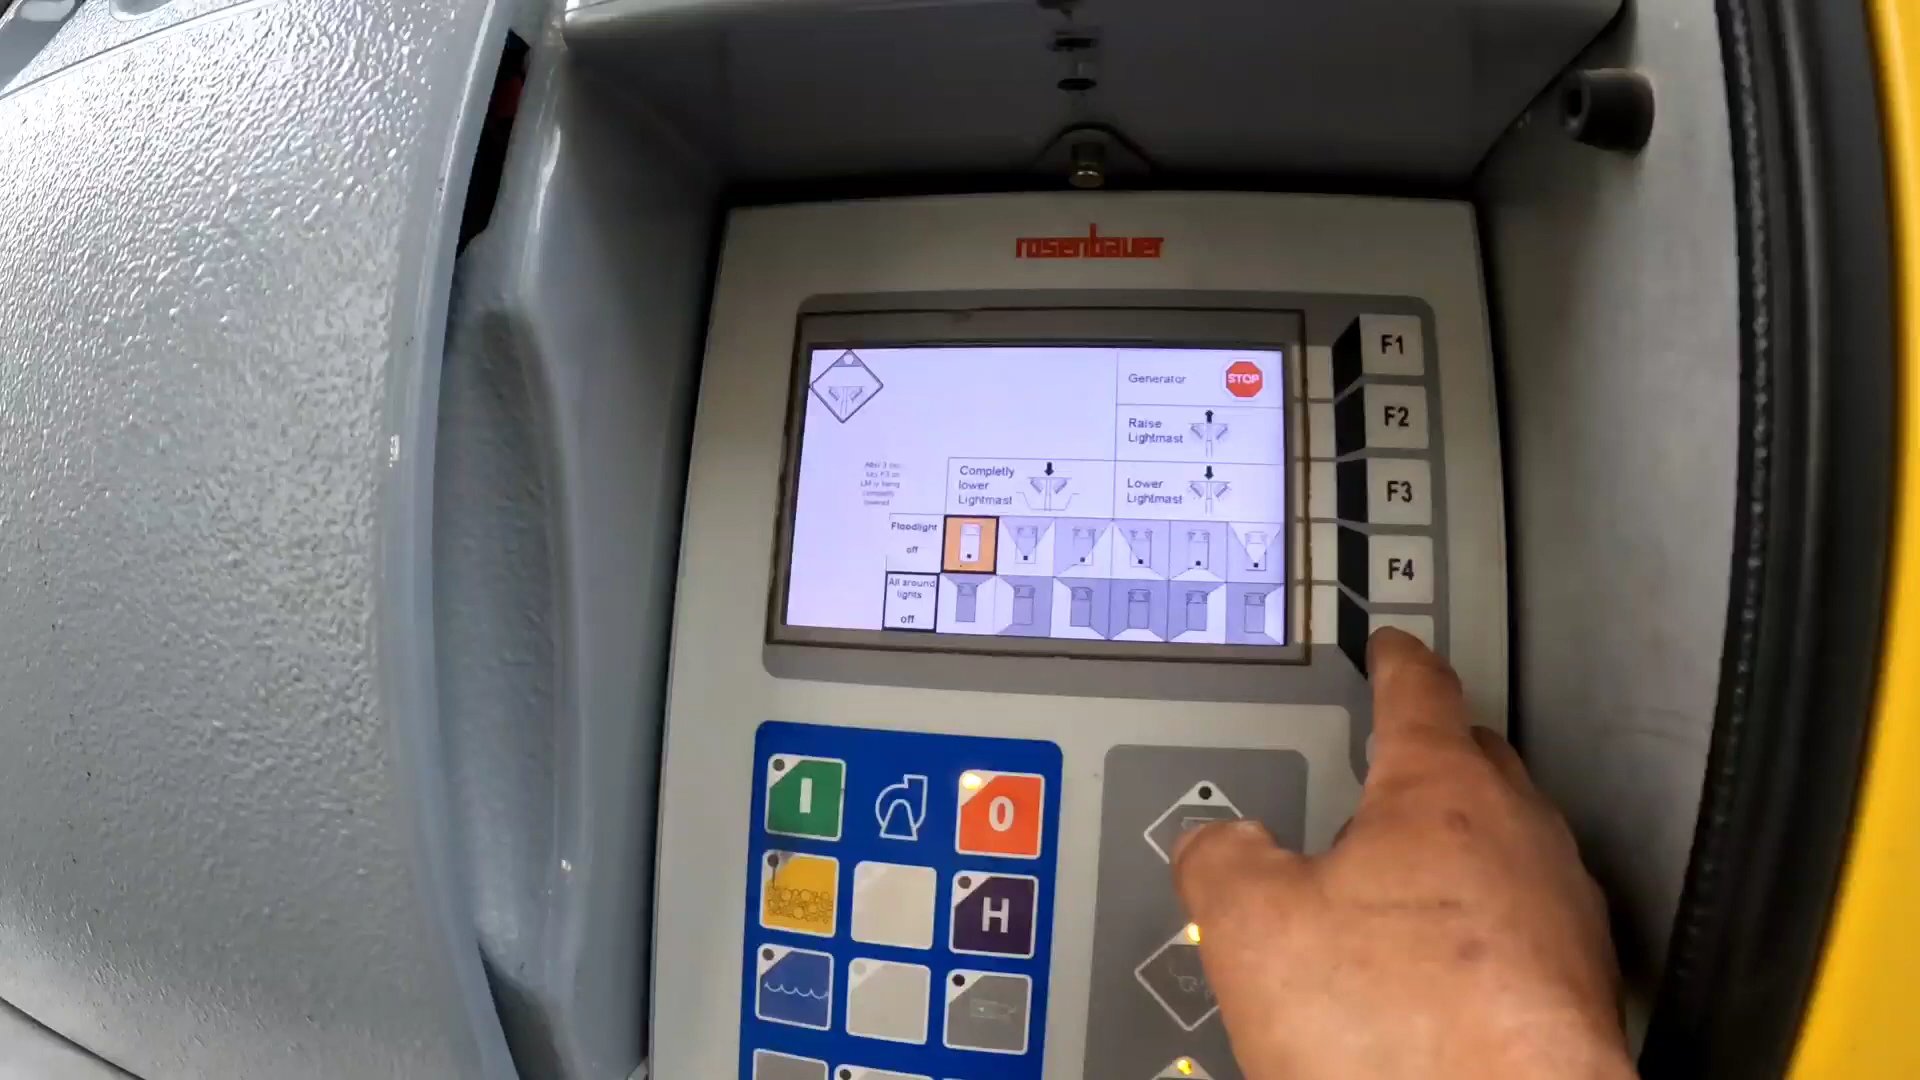 rosenbauer
F1
Generator
STOP
F2
Raise
Lightmast
Completly
lower
Lightmast
Lower
Lightmast
F3
Floodlight
off
F4
All around
lights
off
I
0
H